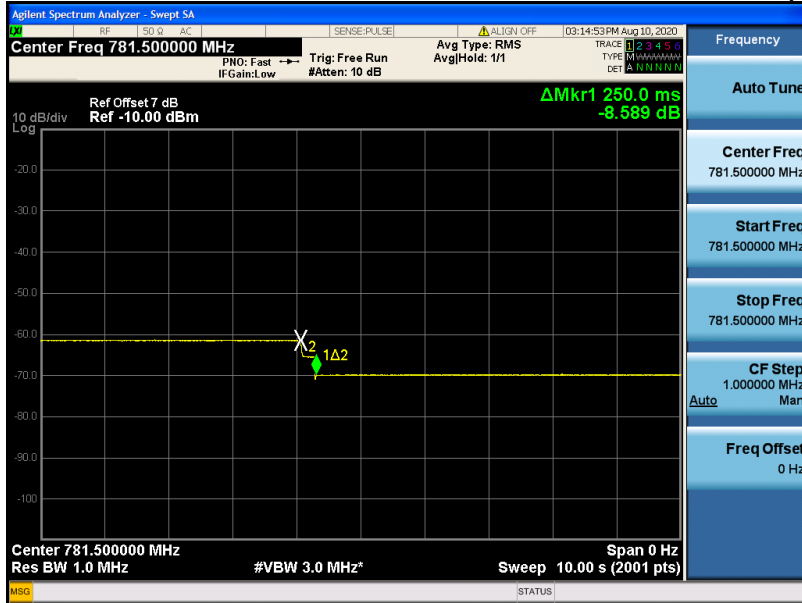 Agilent Spectrum Analyzer - Swept SA
LXI RF 50 Ω AC SENSE:PULSE ALIGN OFF 03:14:53 PM Aug 10, 2020
Center Freq 781.500000 MHz
PNO: Fast
IFGain:Low
Trig: Free Run
#Atten: 10 dB
Avg Type: RMS
Avg|Hold: 1/1
TRACE 1 2 3 4 5 6
TYPE M
DET A N N N N N
ΔMkr1 250.0 ms
-8.589 dB
Ref Offset 7 dB
10 dB/div Ref -10.00 dBm
Log
-20.0
-30.0
-40.0
-50.0
-60.0
-70.0
-80.0
-90.0
-100
2
1Δ2
Center 781.500000 MHz Span 0 Hz
Res BW 1.0 MHz #VBW 3.0 MHz* Sweep 10.00 s (2001 pts)
MSG STATUS
Frequency
Auto Tune
Center Freq
781.500000 MHz
Start Freq
781.500000 MHz
Stop Freq
781.500000 MHz
CF Step
1.000000 MHz
Auto Man
Freq Offset
0 Hz